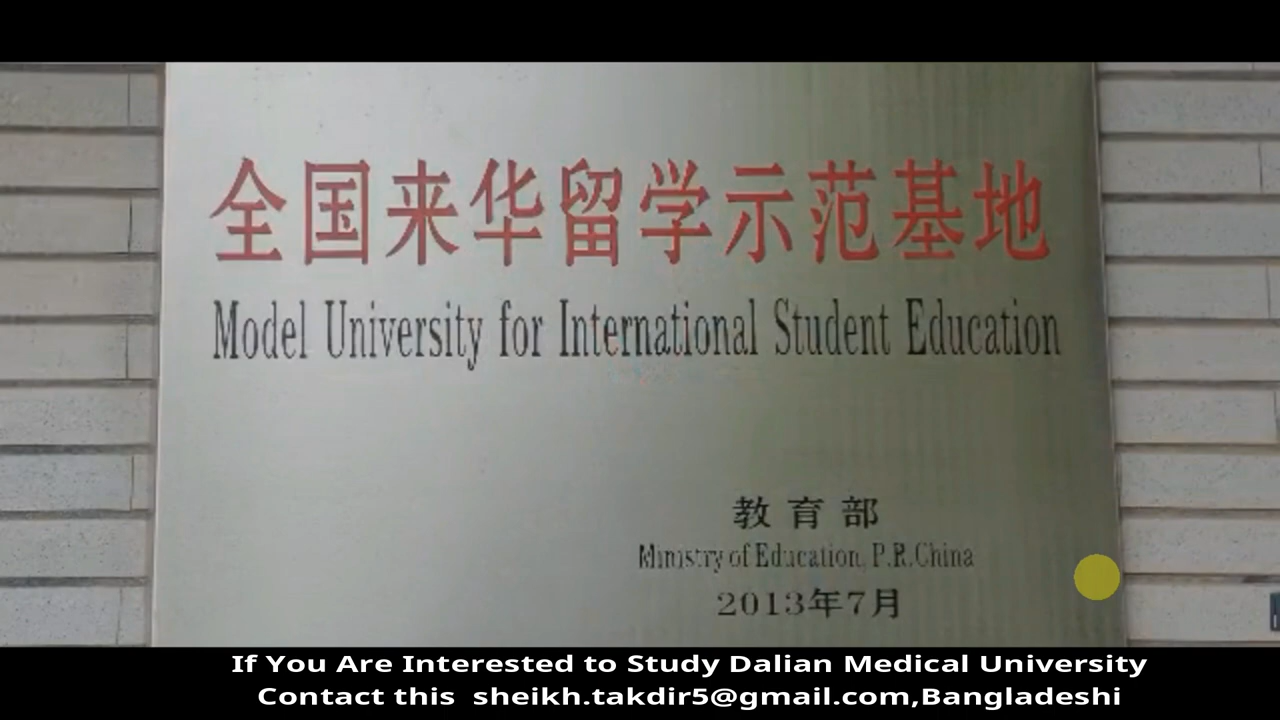 全国来华留学示范基地
Model University for International Student Education
教育部
Ministry of Education, P.R.China
2013年7月
If You Are Interested to Study Dalian Medical University
Contact this sheikh.takdir5@gmail.com,Bangladeshi